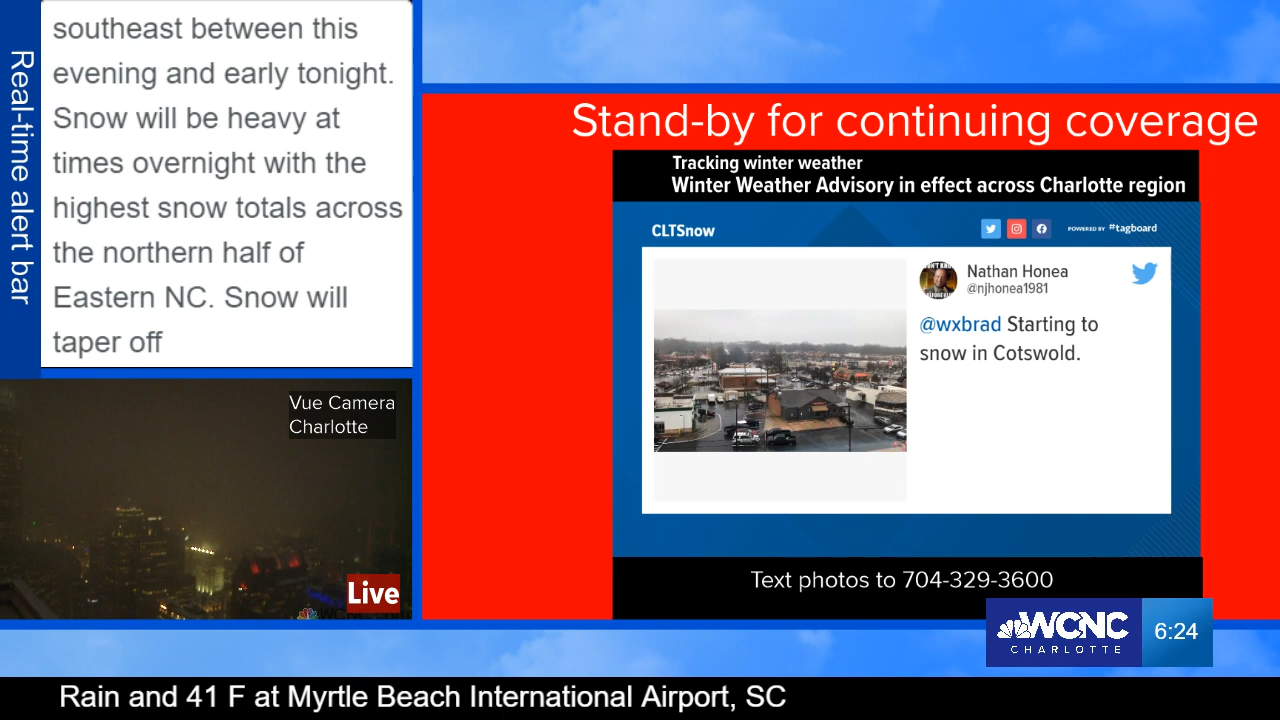 Real-time alert bar
southeast between this
evening and early tonight.
Snow will be heavy at
times overnight with the
highest snow totals across
the northern half of
Eastern NC. Snow will
taper off
Vue Camera
Charlotte
Live
WCNC
Stand-by for continuing coverage
Tracking winter weather
Winter Weather Advisory in effect across Charlotte region
CLTSnow
POWERED BY #tagboard
Nathan Honea
@njhonea1981
@wxbrad Starting to
snow in Cotswold.
Text photos to 704-329-3600
WCNC
CHARLOTTE
6:24
Rain and 41 F at Myrtle Beach International Airport, SC